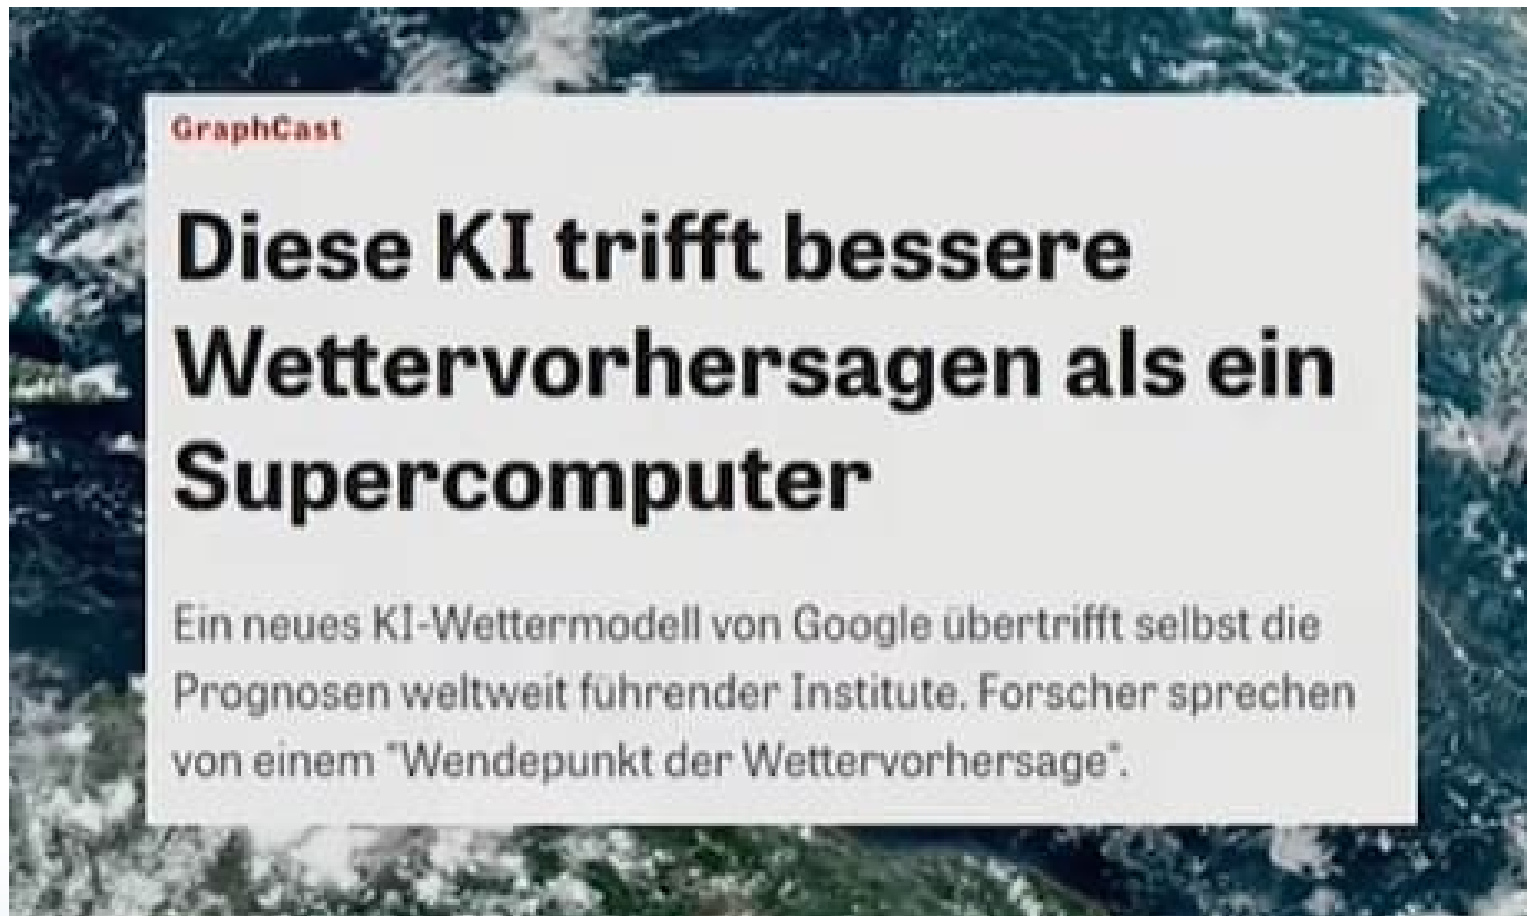 GraphCast
Diese KI trifft bessere
Wettervorhersagen als ein
Supercomputer
Ein neues KI-Wettermodell von Google übertrifft selbst die
Prognosen weltweit führender Institute. Forscher sprechen
von einem "Wendepunkt der Wettervorhersage".